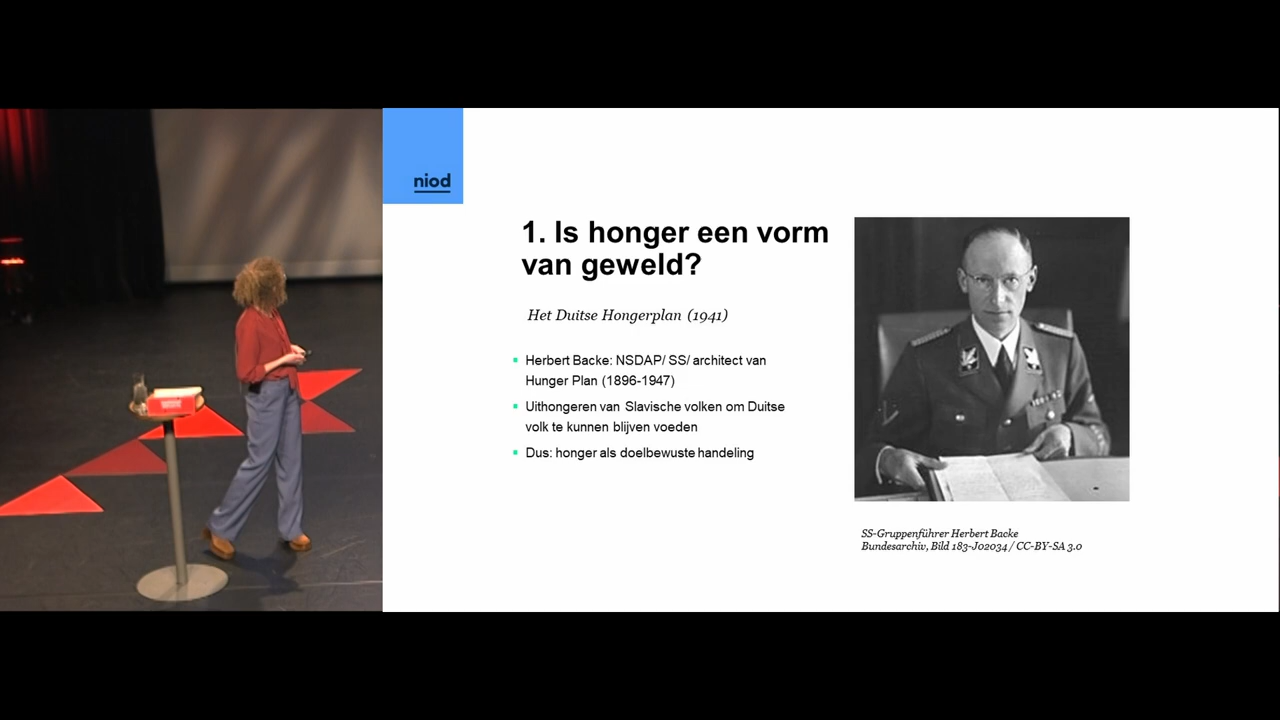 niod
1. Is honger een vorm
van geweld?
Het Duitse Hongerplan (1941)
Herbert Backe: NSDAP/ SS/ architect van
Hunger Plan (1896-1947)
Uithongeren van Slavische volken om Duitse
volk te kunnen blijven voeden
Dus: honger als doelbewuste handeling
SS-Gruppenführer Herbert Backe
Bundesarchiv, Bild 183-J02034 / CC-BY-SA 3.0